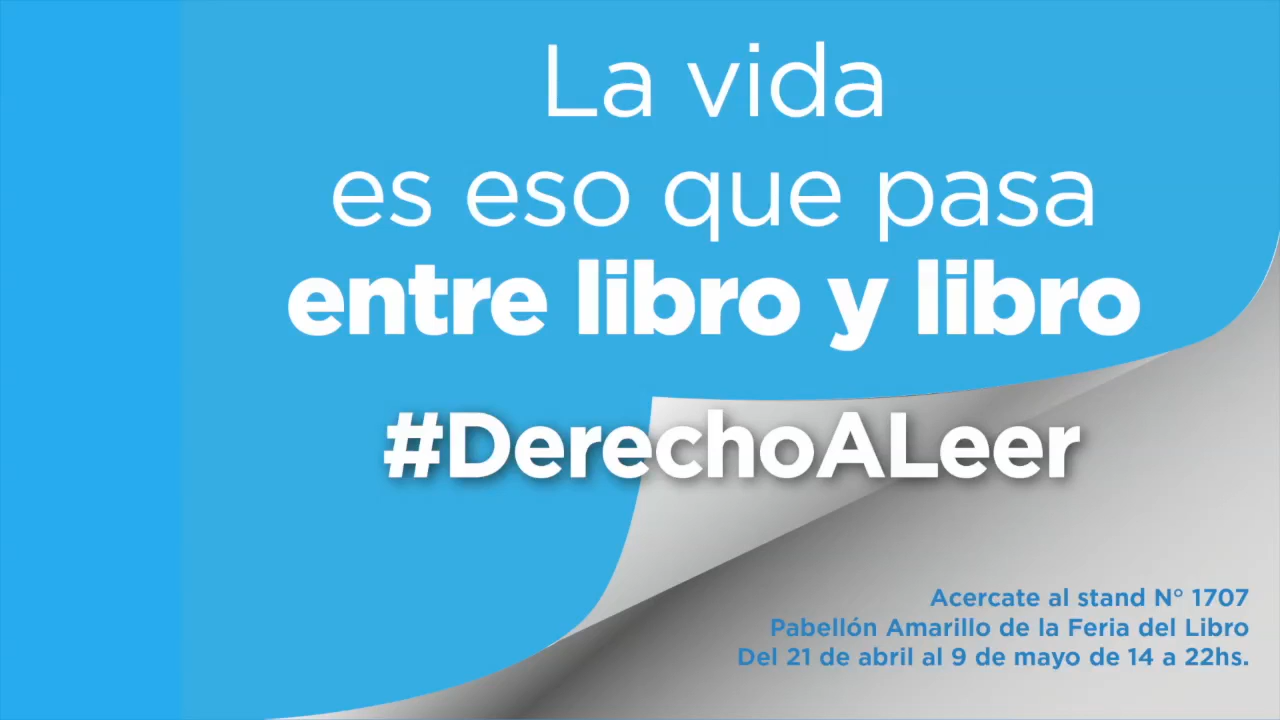 La vida
es eso que pasa
entre libro y libro
#DerechoALeer
Acercate al stand N° 1707
Pabellón Amarillo de la Feria del Libro
Del 21 de abril al 9 de mayo de 14 a 22hs.